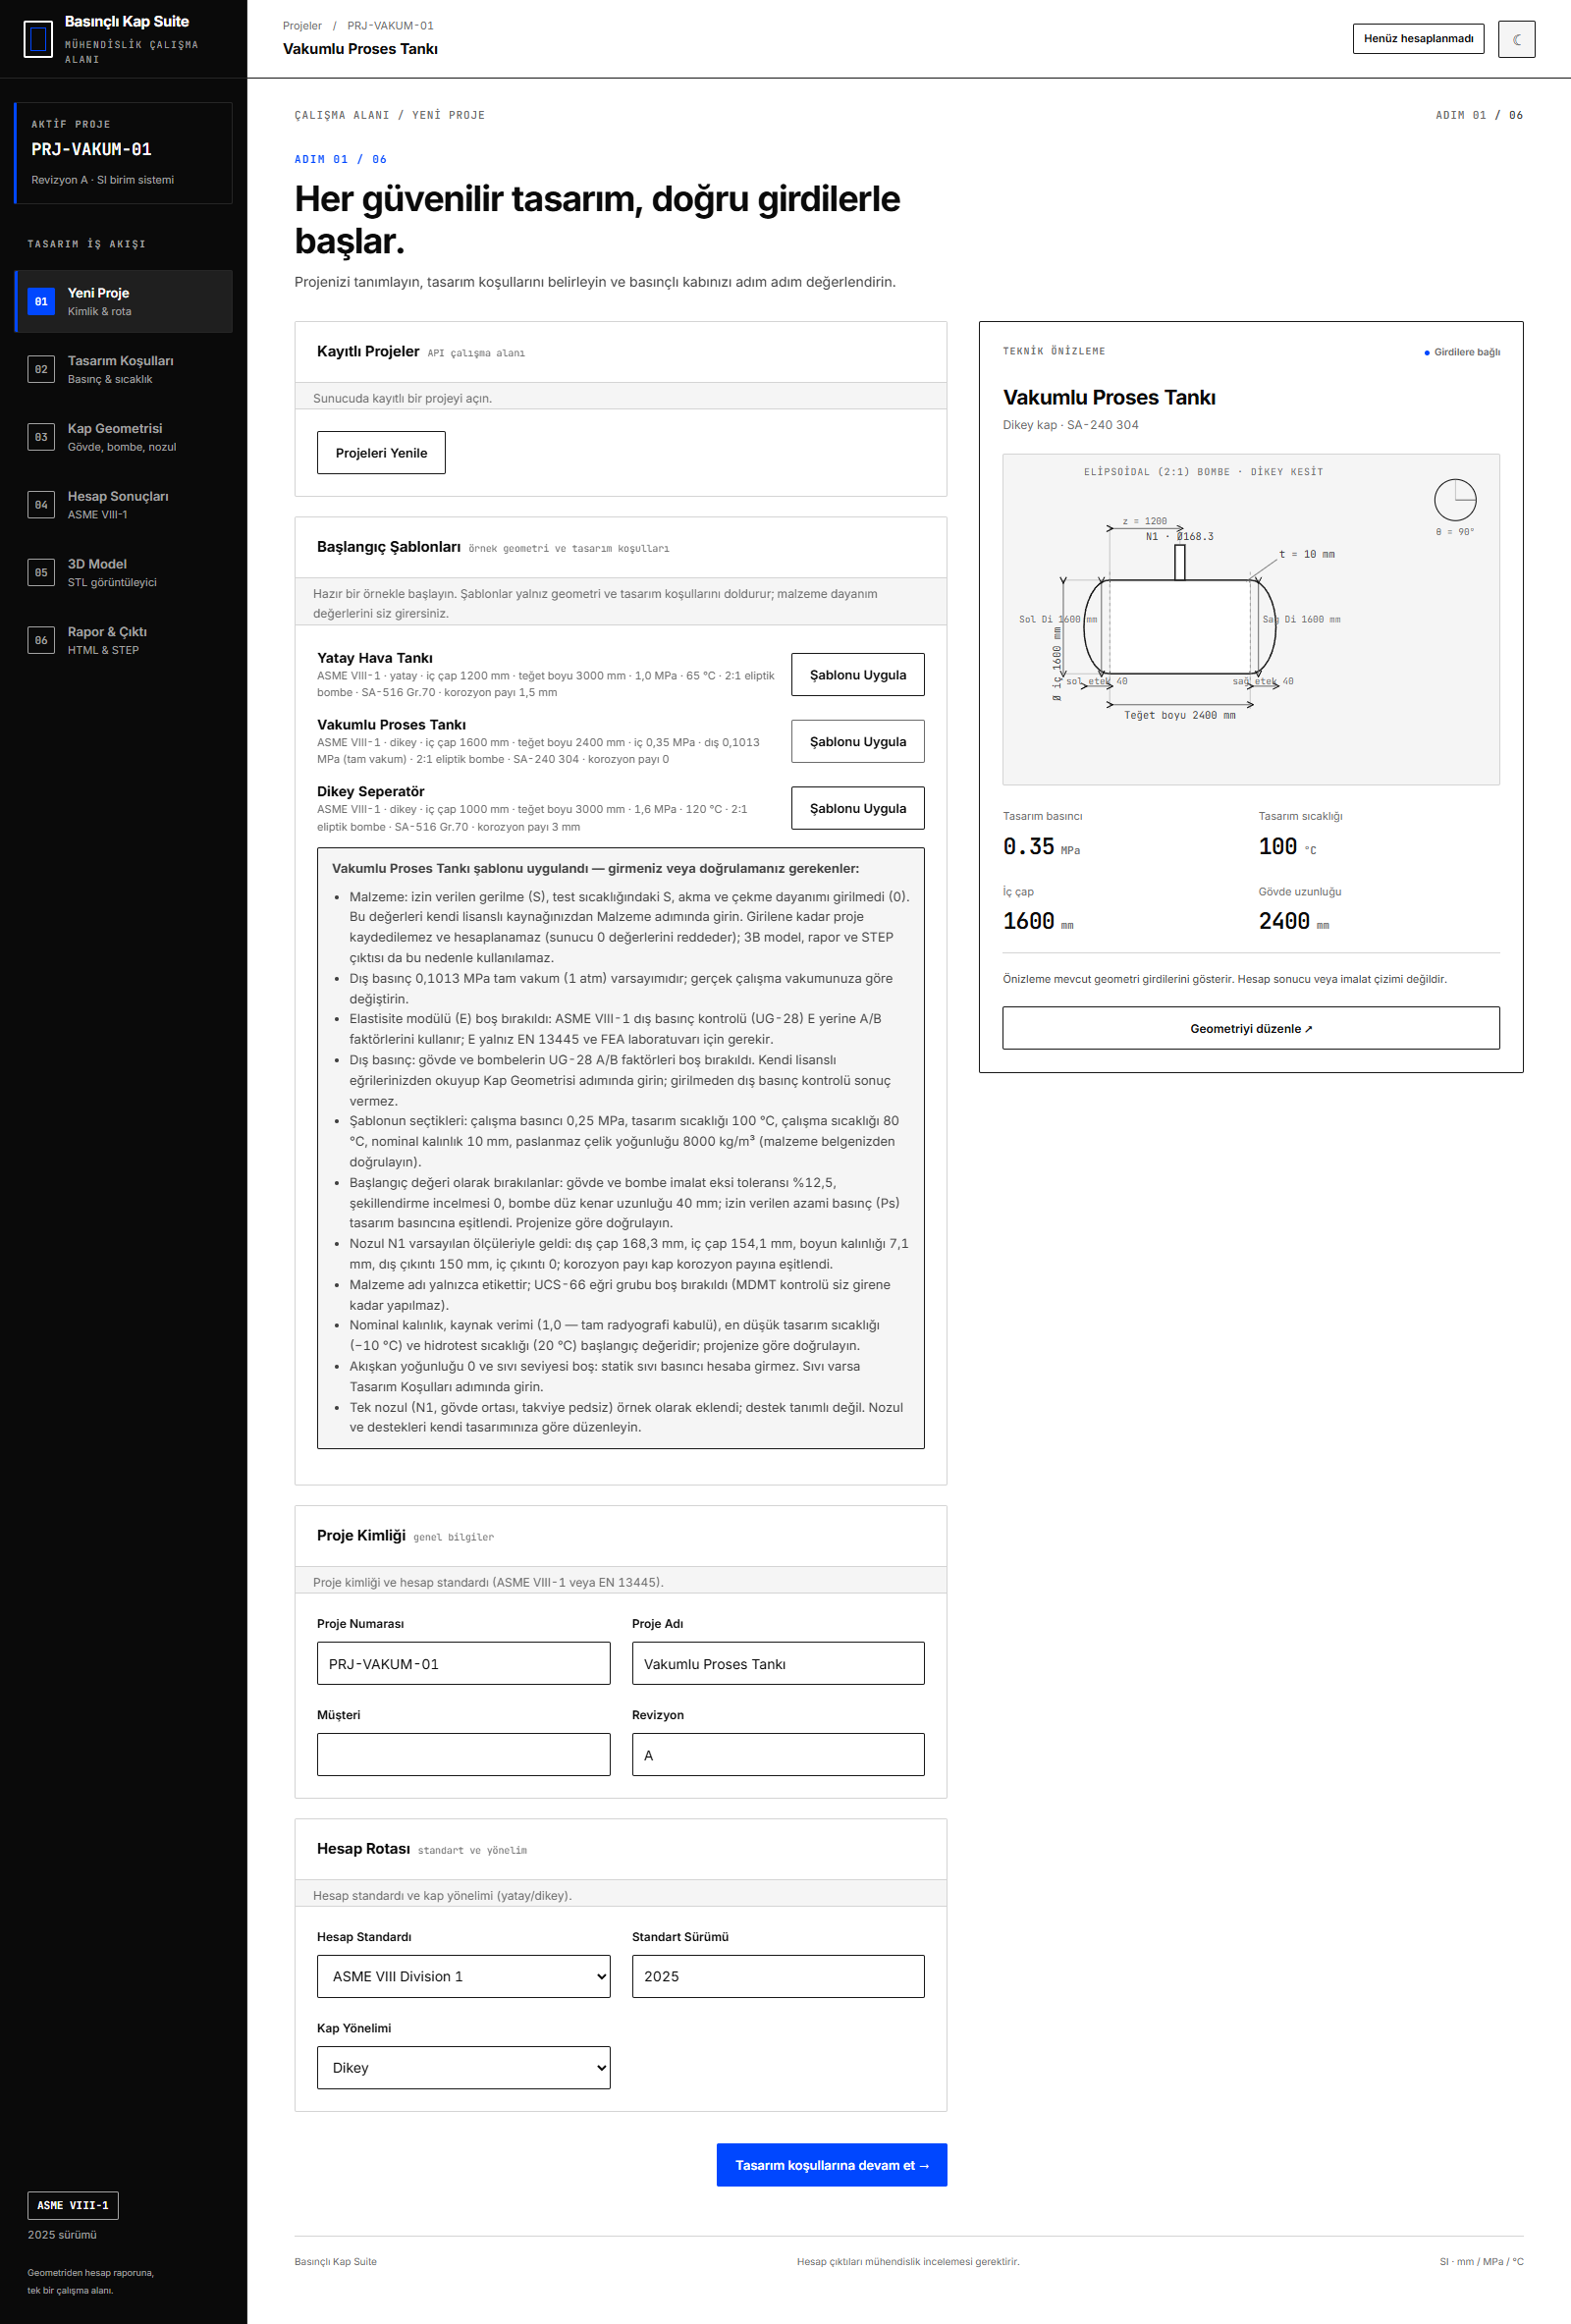 Basınçlı Kap Suite
MÜHENDİSLİK ÇALIŞMA
ALANI
AKTİF PROJE
PRJ-VAKUM-01
Revizyon A · SI birim sistemi
TASARIM İŞ AKIŞI
01
Yeni Proje
Kimlik & rota
02
Tasarım Koşulları
Basınç & sıcaklık
03
Kap Geometrisi
Gövde, bombe, nozul
04
Hesap Sonuçları
ASME VIII-1
05
3D Model
STL görüntüleyici
06
Rapor & Çıktı
HTML & STEP
ASME VIII-1
2025 sürümü
Geometriden hesap raporuna,
tek bir çalışma alanı.
Projeler / PRJ-VAKUM-01
Vakumlu Proses Tankı
Henüz hesaplanmadı
ÇALIŞMA ALANI / YENİ PROJE
ADIM 01 / 06
ADIM 01 / 06
Her güvenilir tasarım, doğru girdilerle
başlar.
Projenizi tanımlayın, tasarım koşullarını belirleyin ve basınçlı kabınızı adım adım değerlendirin.
Kayıtlı Projeler API çalışma alanı
Sunucuda kayıtlı bir projeyi açın.
Projeleri Yenile
Başlangıç Şablonları örnek geometri ve tasarım koşulları
Hazır bir örnekle başlayın. Şablonlar yalnız geometri ve tasarım koşullarını doldurur; malzeme dayanım
değerlerini siz girersiniz.
Yatay Hava Tankı
ASME VIII-1 · yatay · iç çap 1200 mm · teğet boyu 3000 mm · 1,0 MPa · 65 °C · 2:1 eliptik
bombe · SA-516 Gr.70 · korozyon payı 1,5 mm
Şablonu Uygula
Vakumlu Proses Tankı
ASME VIII-1 · dikey · iç çap 1600 mm · teğet boyu 2400 mm · iç 0,35 MPa · dış 0,1013
MPa (tam vakum) · 2:1 eliptik bombe · SA-240 304 · korozyon payı 0
Şablonu Uygula
Dikey Seperatör
ASME VIII-1 · dikey · iç çap 1000 mm · teğet boyu 3000 mm · 1,6 MPa · 120 °C · 2:1
eliptik bombe · SA-516 Gr.70 · korozyon payı 3 mm
Şablonu Uygula
Vakumlu Proses Tankı şablonu uygulandı — girmeniz veya doğrulamanız gerekenler:
• Malzeme: izin verilen gerilme (S), test sıcaklığındaki S, akma ve çekme dayanımı girilmedi (0).
Bu değerleri kendi lisanslı kaynağınızdan Malzeme adımında girin. Girilene kadar proje
kaydedilemez ve hesaplanamaz (sunucu 0 değerlerini reddeder); 3B model, rapor ve STEP
çıktısı da bu nedenle kullanılamaz.
• Dış basınç 0,1013 MPa tam vakum (1 atm) varsayımıdır; gerçek çalışma vakumunuza göre
değiştirin.
• Elastisite modülü (E) boş bırakıldı: ASME VIII-1 dış basınç kontrolü (UG-28) E yerine A/B
faktörlerini kullanır; E yalnız EN 13445 ve FEA laboratuvarı için gerekir.
• Dış basınç: gövde ve bombelerin UG-28 A/B faktörleri boş bırakıldı. Kendi lisanslı
eğrilerinizden okuyup Kap Geometrisi adımında girin; girilmeden dış basınç kontrolü sonuç
vermez.
• Şablonun seçtikleri: çalışma basıncı 0,25 MPa, tasarım sıcaklığı 100 °C, çalışma sıcaklığı 80
°C, nominal kalınlık 10 mm, paslanmaz çelik yoğunluğu 8000 kg/m³ (malzeme belgenizden
doğrulayın).
• Başlangıç değeri olarak bırakılanlar: gövde ve bombe imalat eksi toleransı %12,5,
şekillendirme incelmesi 0, bombe düz kenar uzunluğu 40 mm; izin verilen azami basınç (Ps)
tasarım basıncına eşitlendi. Projenize göre doğrulayın.
• Nozul N1 varsayılan ölçüleriyle geldi: dış çap 168,3 mm, iç çap 154,1 mm, boyun kalınlığı 7,1
mm, dış çıkıntı 150 mm, iç çıkıntı 0; korozyon payı kap korozyon payına eşitlendi.
• Malzeme adı yalnızca etikettir; UCS-66 eğri grubu boş bırakıldı (MDMT kontrolü siz girene
kadar yapılmaz).
• Nominal kalınlık, kaynak verimi (1,0 — tam radyografi kabulü), en düşük tasarım sıcaklığı
(−10 °C) ve hidrotest sıcaklığı (20 °C) başlangıç değeridir; projenize göre doğrulayın.
• Akışkan yoğunluğu 0 ve sıvı seviyesi boş: statik sıvı basıncı hesaba girmez. Sıvı varsa
Tasarım Koşulları adımında girin.
• Tek nozul (N1, gövde ortası, takviye pedsiz) örnek olarak eklendi; destek tanımlı değil. Nozul
ve destekleri kendi tasarımınıza göre düzenleyin.
Proje Kimliği genel bilgiler
Proje kimliği ve hesap standardı (ASME VIII-1 veya EN 13445).
Proje Numarası
PRJ-VAKUM-01
Proje Adı
Vakumlu Proses Tankı
Müşteri
Revizyon
A
Hesap Rotası standart ve yönelim
Hesap standardı ve kap yönelimi (yatay/dikey).
Hesap Standardı
ASME VIII Division 1
Standart Sürümü
2025
Kap Yönelimi
Dikey
Tasarım koşullarına devam et →
TEKNİK ÖNİZLEME
Girdilere bağlı
Vakumlu Proses Tankı
Dikey kap · SA-240 304
ELİPSOİDAL (2:1) BOMBE · DİKEY KESİT
θ = 90°
z = 1200
N1 · Ø168.3
t = 10 mm
Sol Di 1600 mm
Sağ Di 1600 mm
Ø iç 1600 mm
sol etek 40
sağ etek 40
Teğet boyu 2400 mm
Tasarım basıncı
0.35 MPa
Tasarım sıcaklığı
100 °C
İç çap
1600 mm
Gövde uzunluğu
2400 mm
Önizleme mevcut geometri girdilerini gösterir. Hesap sonucu veya imalat çizimi değildir.
Geometriyi düzenle ↗
Basınçlı Kap Suite
Hesap çıktıları mühendislik incelemesi gerektirir.
SI · mm / MPa / °C